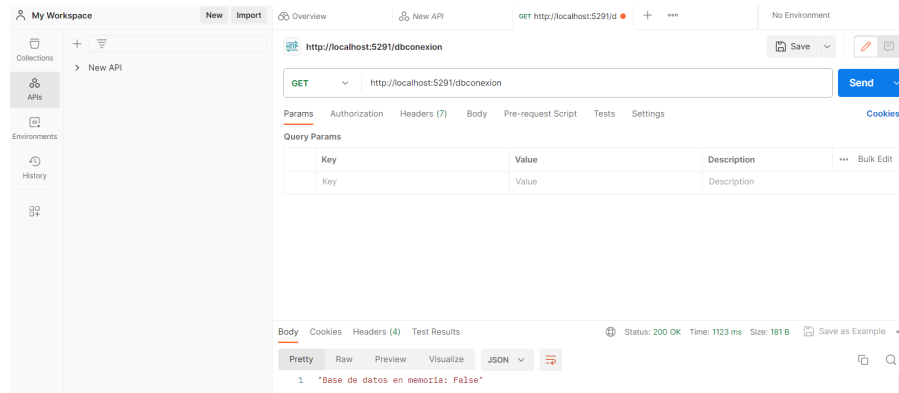 My Workspace
New
Import
Overview
New API
GET http://localhost:5291/d
No Environment
Collections
APIs
Environments
History
New API
HTTP
http://localhost:5291/dbconexion
Save
GET
http://localhost:5291/dbconexion
Send
Params
Authorization
Headers (7)
Body
Pre-request Script
Tests
Settings
Cookies
Query Params
Key
Value
Description
Bulk Edit
Key
Value
Description
Body
Cookies
Headers (4)
Test Results
Status: 200 OK
Time: 1123 ms
Size: 181 B
Save as Example
Pretty
Raw
Preview
Visualize
JSON
1 "Base de datos en memoria: False"